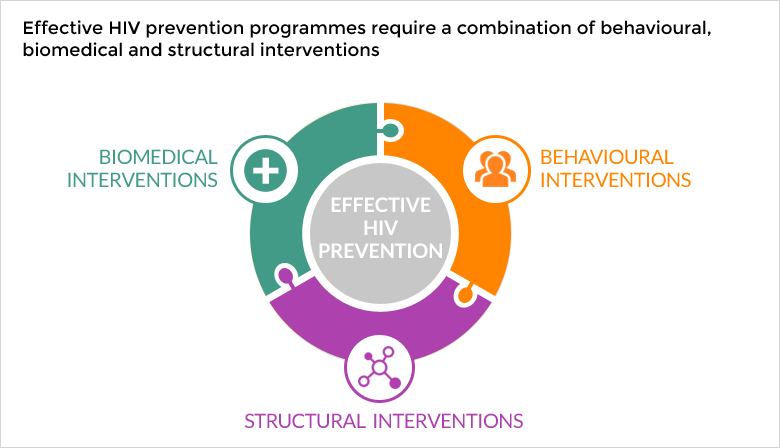 Effective HIV prevention programmes require a combination of behavioural,
biomedical and structural interventions
BIOMEDICAL
INTERVENTIONS
BEHAVIOURAL
INTERVENTIONS
EFFECTIVE
HIV
PREVENTION
STRUCTURAL INTERVENTIONS